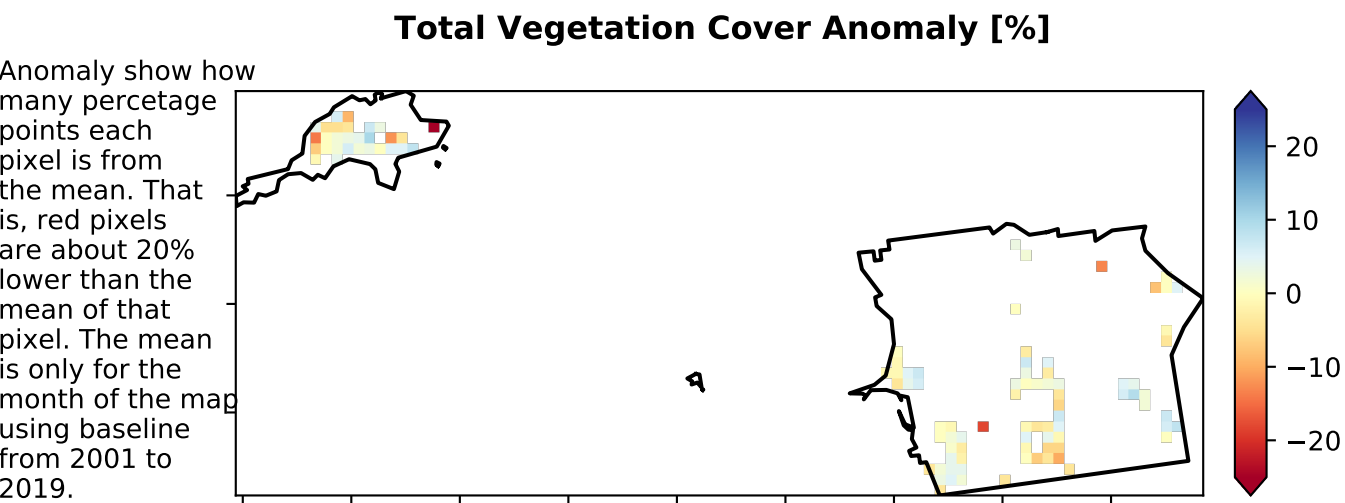 Total Vegetation Cover Anomaly [%]
Anomaly show how
many percetage
points each
pixel is from
the mean. That
is, red pixels
are about 20%
lower than the
mean of that
pixel. The mean
is only for the
month of the map
using baseline
from 2001 to
2019.
20
10
0
−10
−20